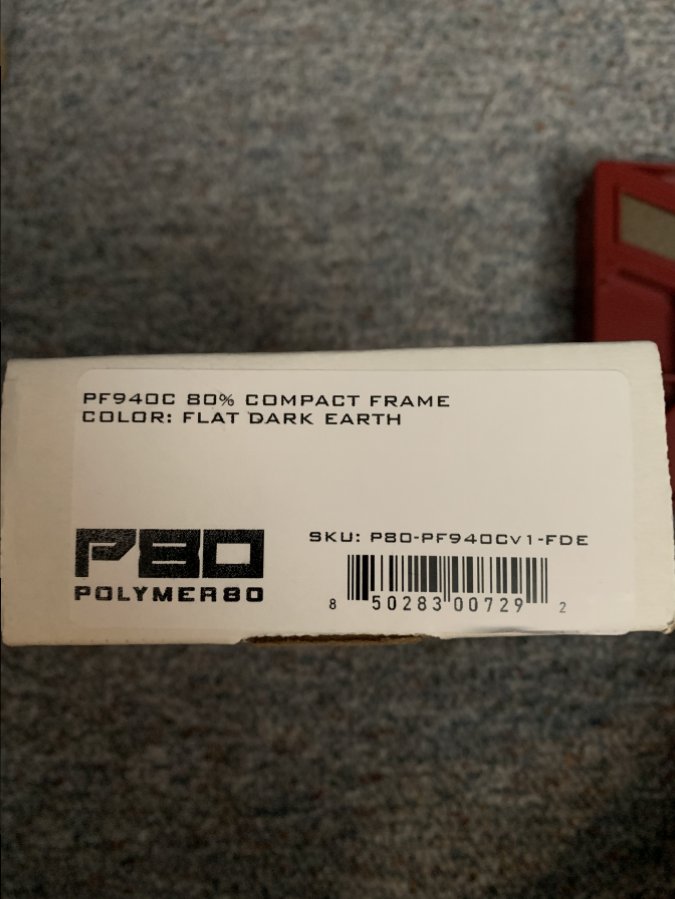 PF940C 80% COMPACT FRAME
COLOR: FLAT DARK EARTH
P80
POLYMER80
SKU: P80-PF940Cv1-FDE
8 50283 00729 2